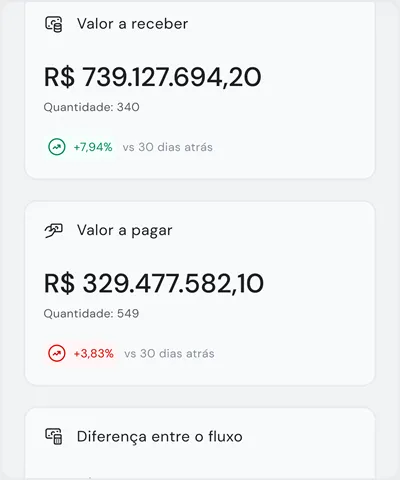 Valor a receber
R$ 739.127.694,20
Quantidade: 340
+7,94% vs 30 dias atrás
Valor a pagar
R$ 329.477.582,10
Quantidade: 549
+3,83% vs 30 dias atrás
Diferença entre o fluxo